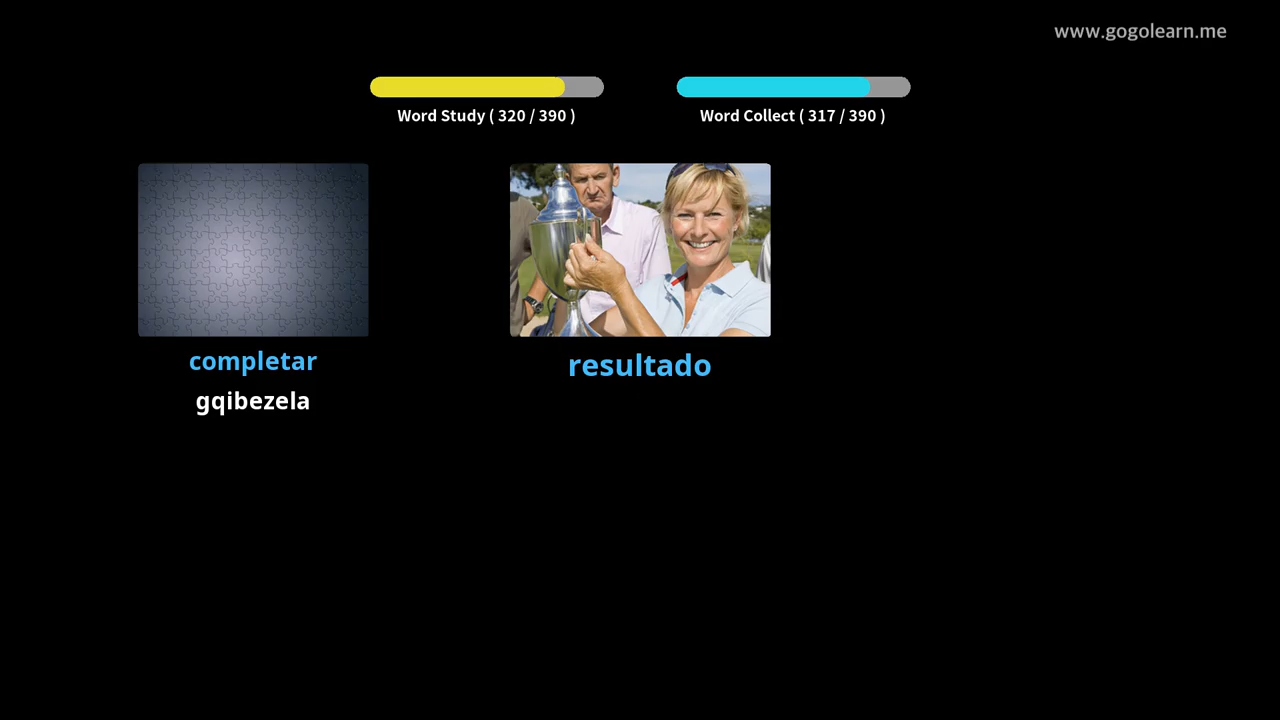 www.gogolearn.me
Word Study ( 320 / 390 )
Word Collect ( 317 / 390 )
completar
gqibezela
resultado